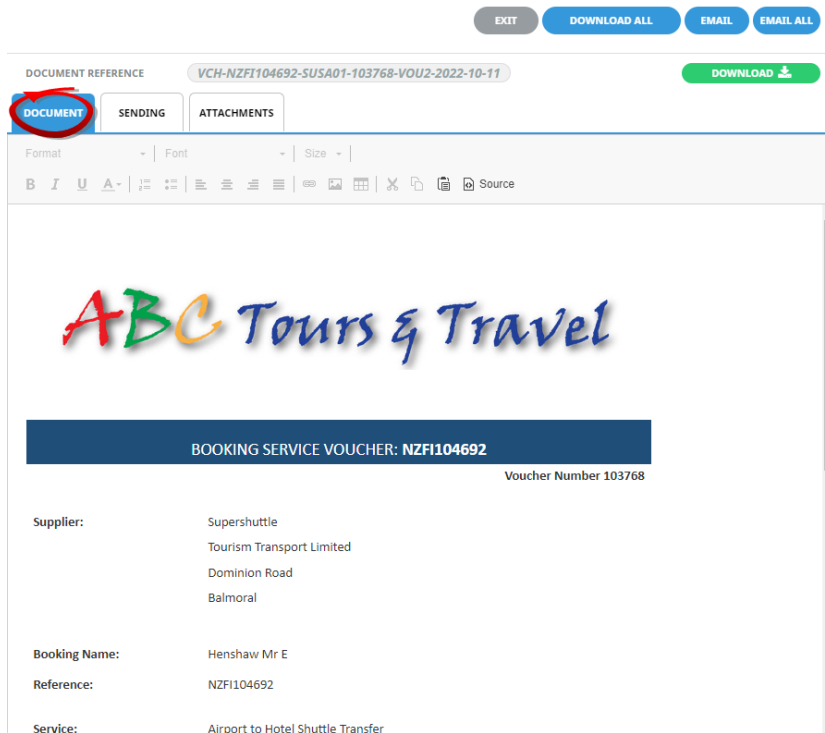 EXIT DOWNLOAD ALL EMAIL EMAIL ALL
DOCUMENT REFERENCE VCH-NZFI104692-SUSA01-103768-VOU2-2022-10-11 DOWNLOAD
DOCUMENT SENDING ATTACHMENTS
Format Font Size
B I U A Source
ABC Tours & Travel
BOOKING SERVICE VOUCHER: NZFI104692
Voucher Number 103768
Supplier: Supershuttle
Tourism Transport Limited
Dominion Road
Balmoral
Booking Name: Henshaw Mr E
Reference: NZFI104692
Service: Airport to Hotel Shuttle Transfer